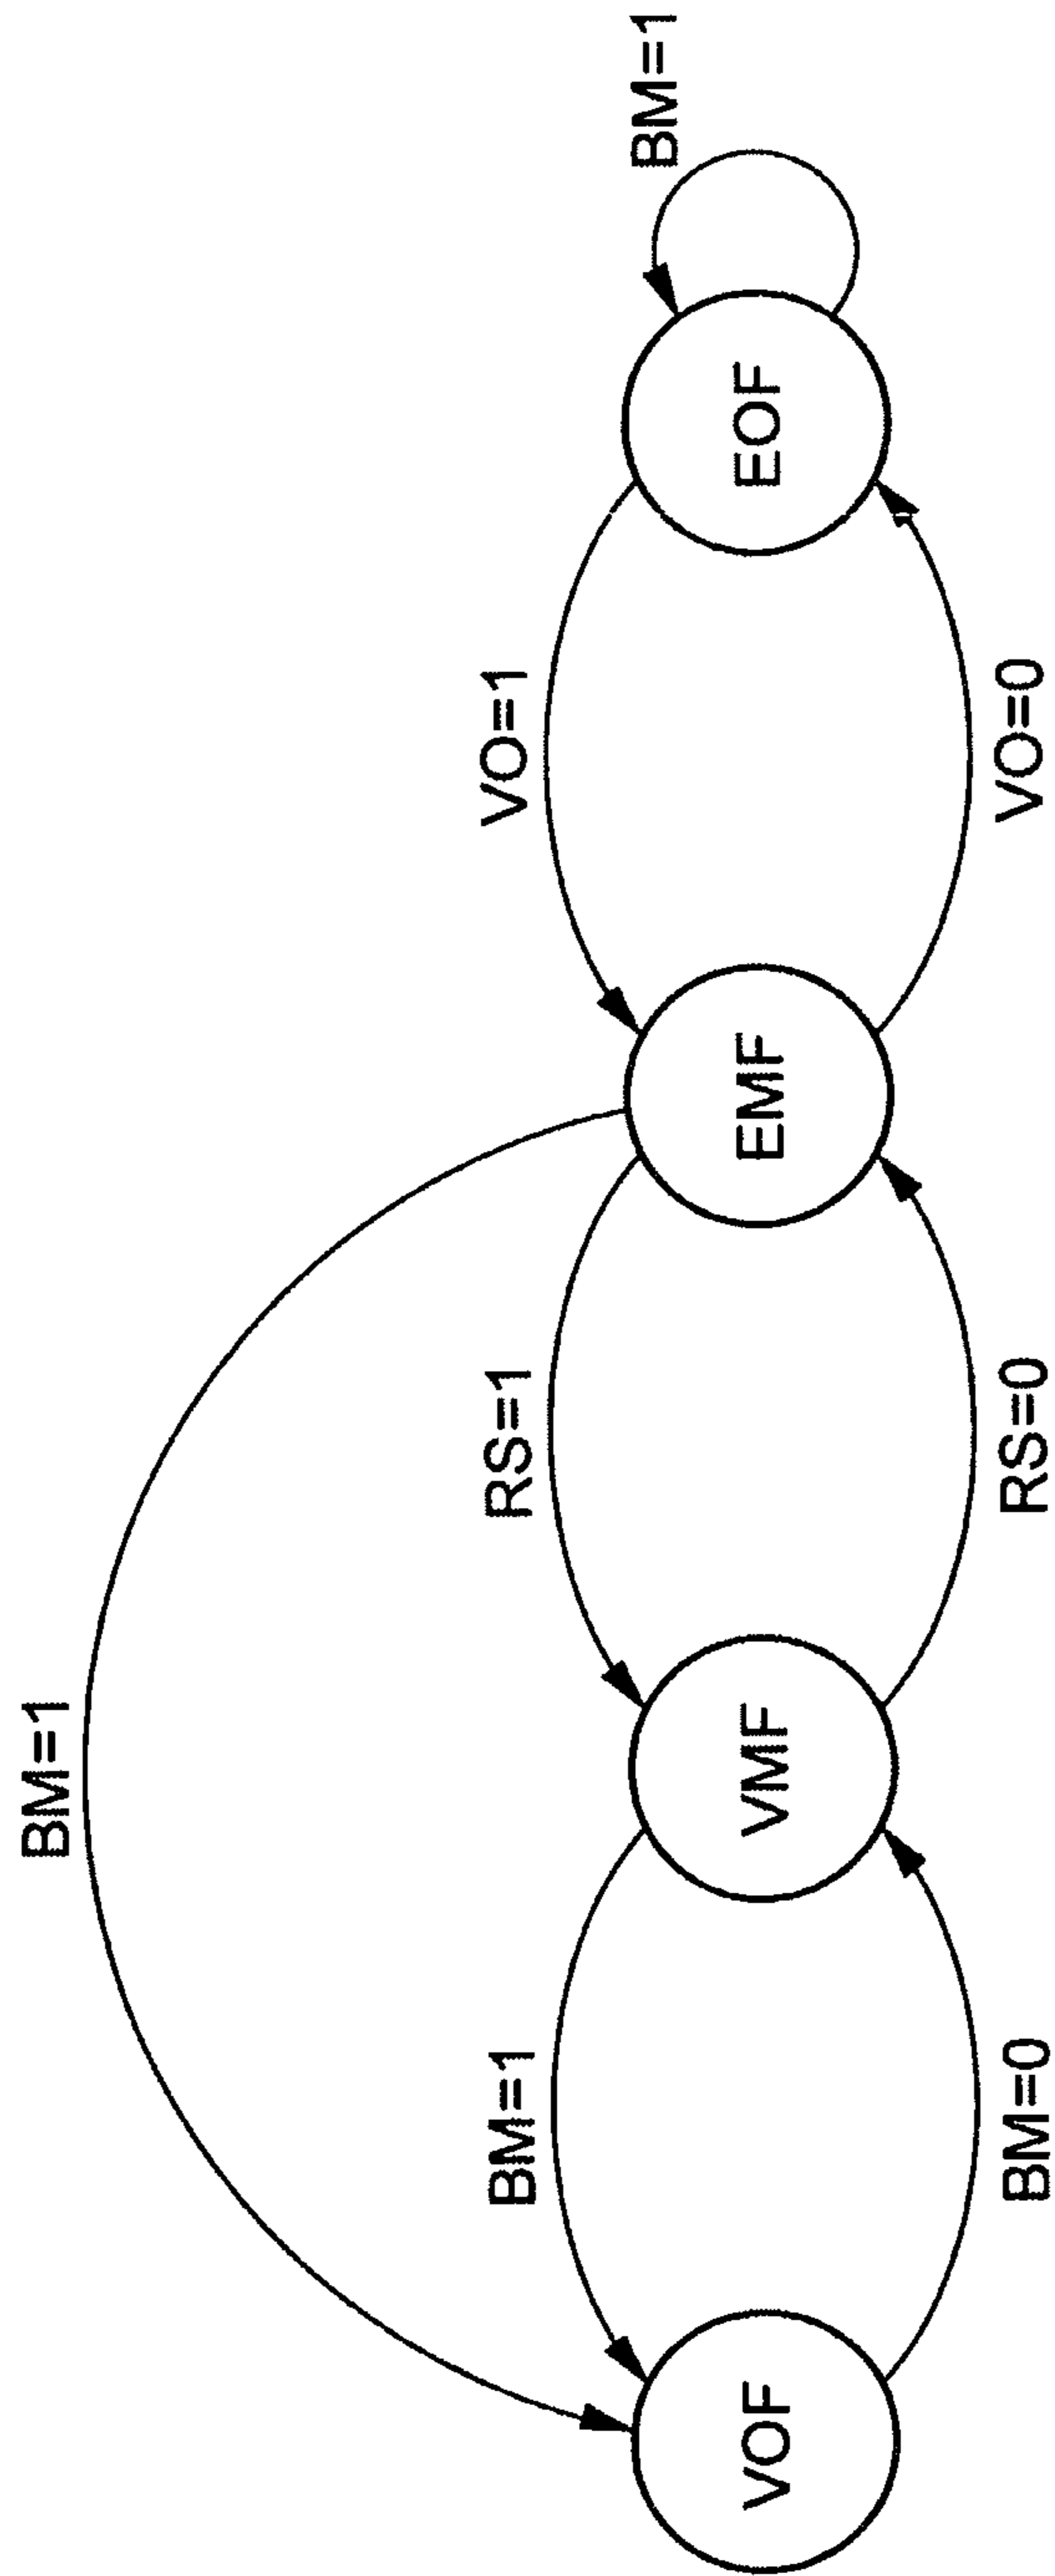 BM=1
BM=1
RS=1
VO=1
BM=1
VOF
VMF
EMF
EOF
BM=0
RS=0
VO=0